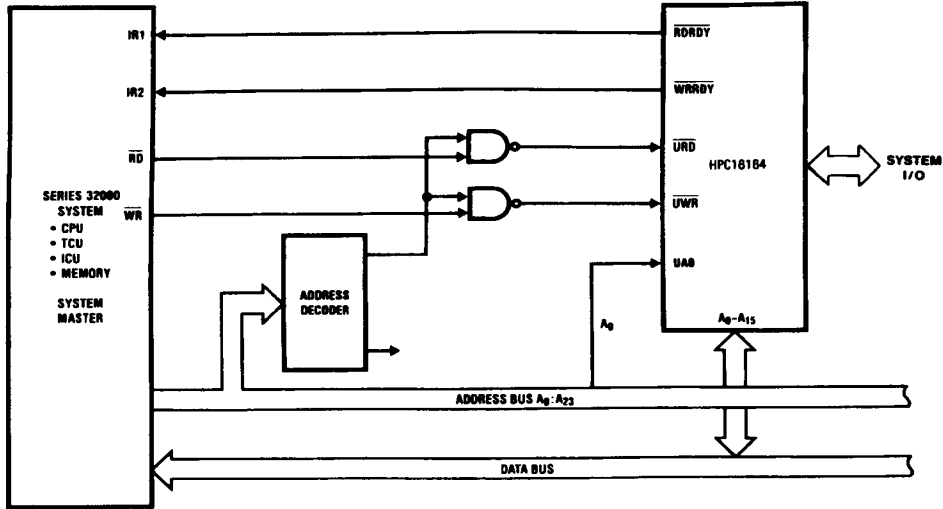 IR1
IR2
RD
WR
SERIES 32000
SYSTEM
• CPU
• TCU
• ICU
• MEMORY
SYSTEM
MASTER
ADDRESS
DECODER
RDRDY
WRRDY
URD
UWR
UA0
HPC16164
A0-A15
SYSTEM
I/O
A0
ADDRESS BUS A0:A23
DATA BUS